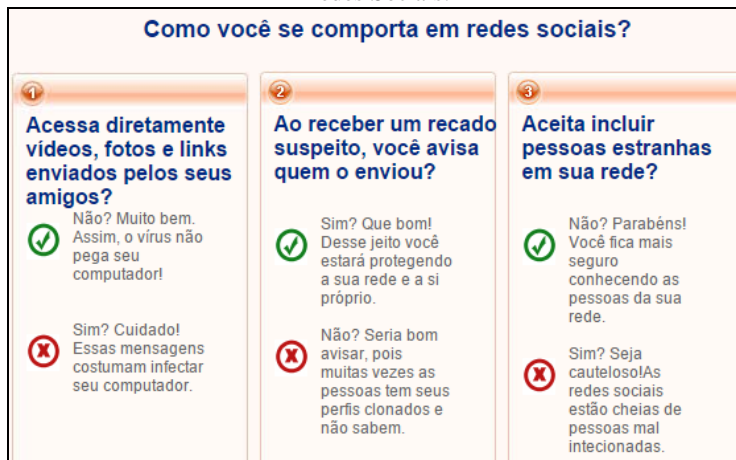 Como você se comporta em redes sociais?
1
Acessa diretamente
vídeos, fotos e links
enviados pelos seus
amigos?
Não? Muito bem.
Assim, o vírus não
pega seu
computador!
Sim? Cuidado!
Essas mensagens
costumam infectar
seu computador.
2
Ao receber um recado
suspeito, você avisa
quem o enviou?
Sim? Que bom!
Desse jeito você
estará protegendo
a sua rede e a si
próprio.
Não? Seria bom
avisar, pois
muitas vezes as
pessoas tem seus
perfis clonados e
não sabem.
3
Aceita incluir
pessoas estranhas
em sua rede?
Não? Parabéns!
Você fica mais
seguro
conhecendo as
pessoas da sua
rede.
Sim? Seja
cauteloso!As
redes sociais
estão cheias de
pessoas mal
intecionadas.